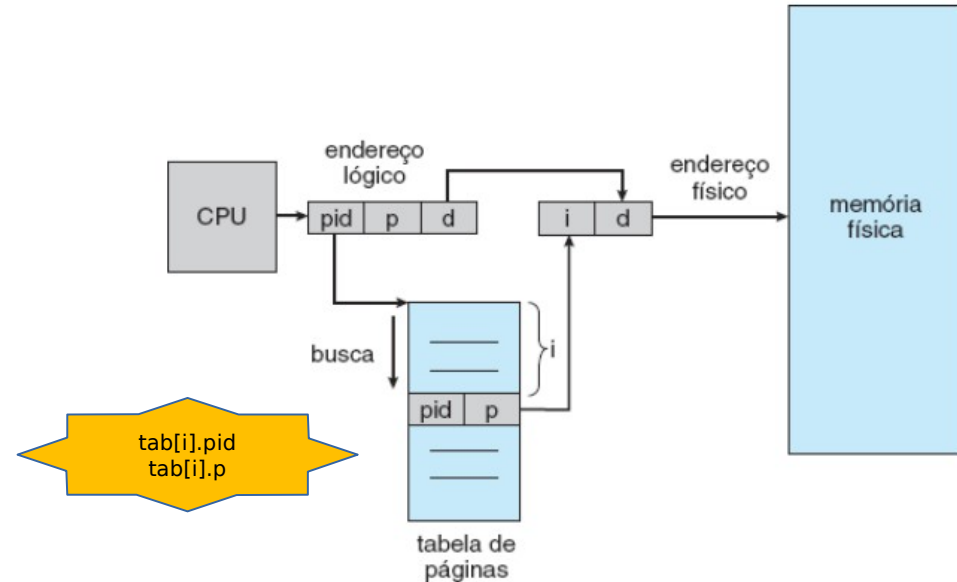 endereço
lógico
CPU
pid p d
i d
endereço
físico
memória
física
busca
i
pid p
tab[i].pid
tab[i].p
tabela de
páginas